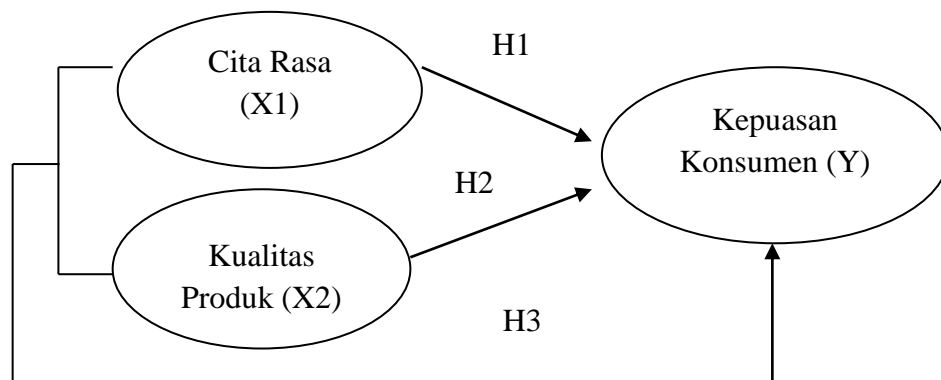 Cita Rasa
(X1)
H1
Kepuasan
Konsumen (Y)
H2
Kualitas
Produk (X2)
H3